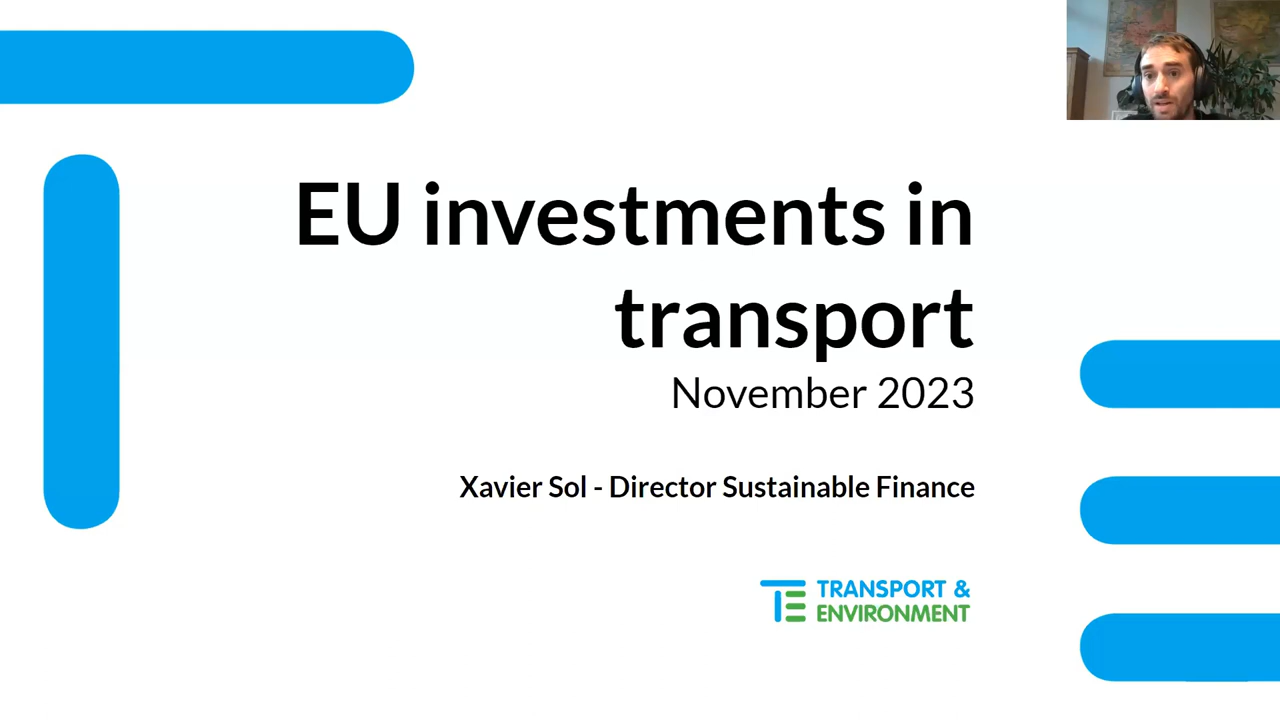 EU investments in
transport
November 2023
Xavier Sol - Director Sustainable Finance
TRANSPORT &
ENVIRONMENT